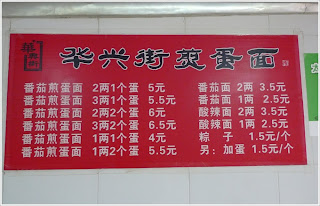 華兴街
华兴街煎蛋面
番茄煎蛋面 2两1个蛋 5元
番茄煎蛋面 3两1个蛋 5.5元
番茄煎蛋面 2两2个蛋 6元
番茄煎蛋面 3两2个蛋 6.5元
番茄煎蛋面 1两1个蛋 4元
番茄煎蛋面 1两2个蛋 5.5元
番茄面 2两 3.5元
番茄面 1两 2.5元
酸辣面 2两 3.5元
酸辣面 1两 2.5元
粽 子 1.5元/个
另：加蛋 1.5元/个